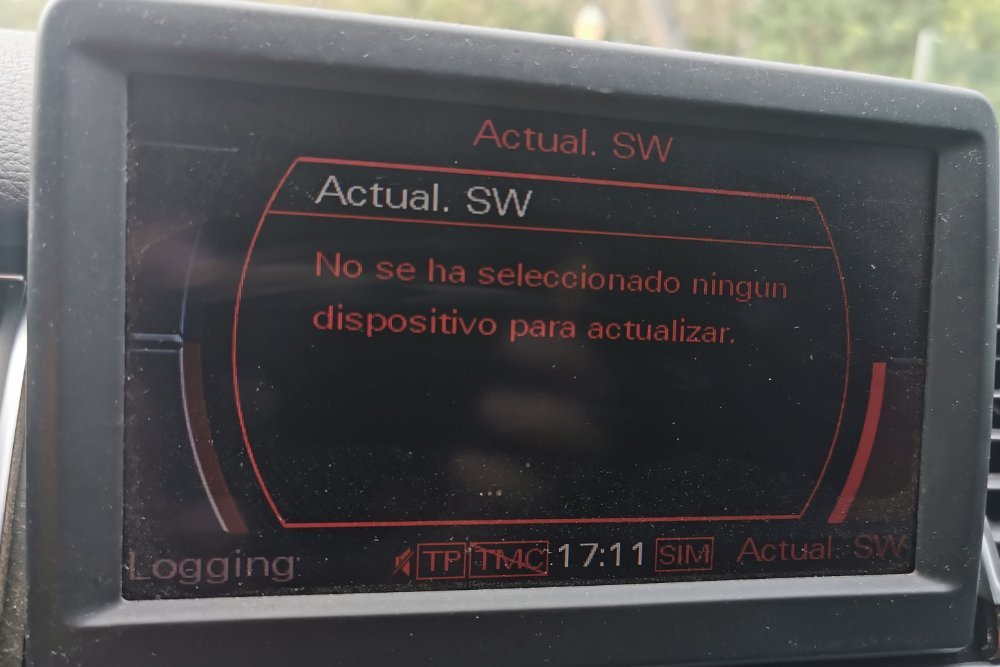 Actual. SW
Actual. SW
No se ha seleccionado ningún
dispositivo para actualizar.
...
Logging TP TMC 17:11 SIM Actual. SW